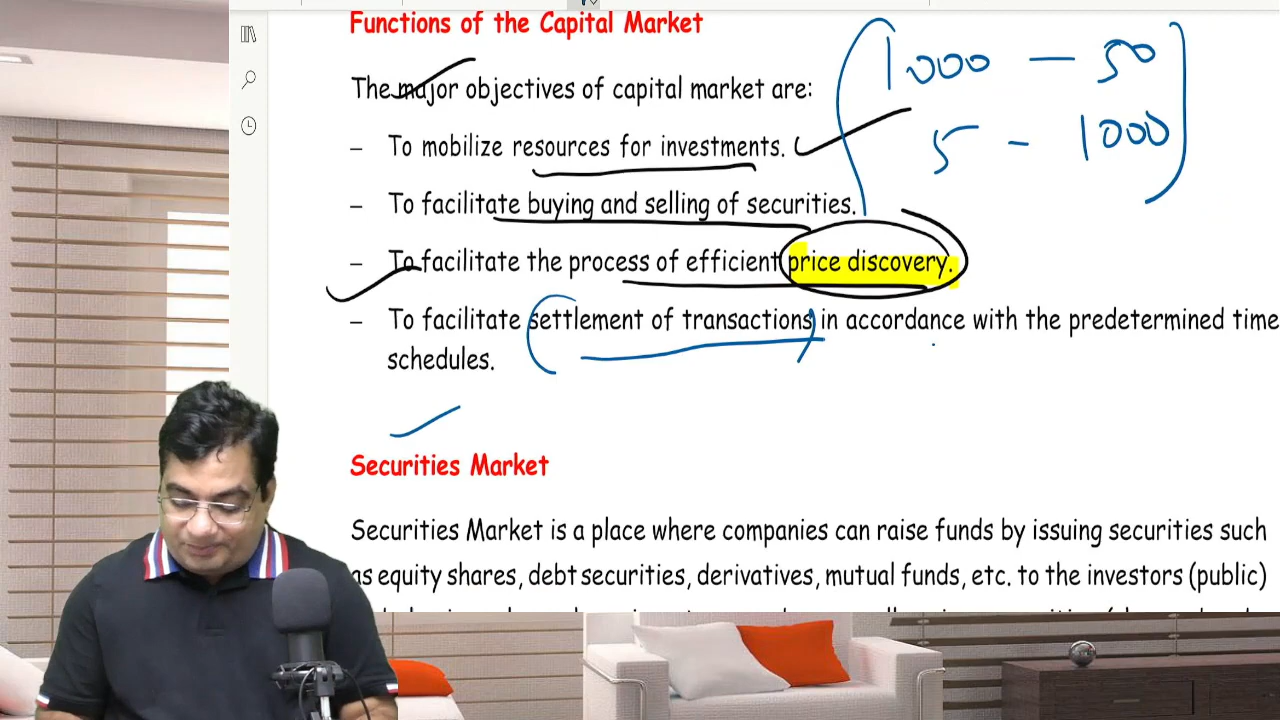 Functions of the Capital Market
1000 — 50
The major objectives of capital market are:
5 - 1000
– To mobilize resources for investments.
– To facilitate buying and selling of securities.
– To facilitate the process of efficient price discovery.
– To facilitate settlement of transactions in accordance with the predetermined time
schedules.
Securities Market
Securities Market is a place where companies can raise funds by issuing securities such
as equity shares, debt securities, derivatives, mutual funds, etc. to the investors (public)